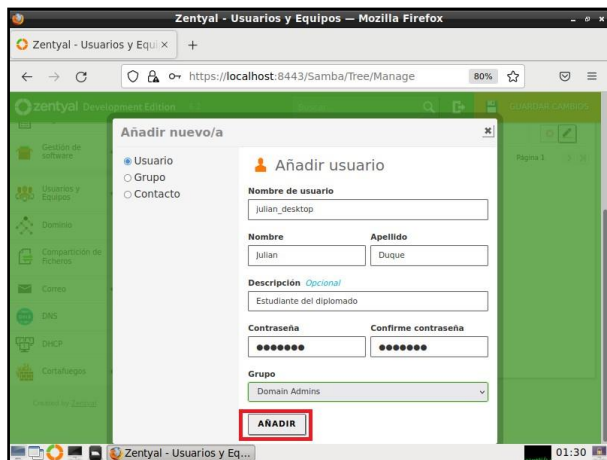 Zentyal - Usuarios y Equipos — Mozilla Firefox
Zentyal - Usuarios y Equi
https://localhost:8443/Samba/Tree/Manage
80%
zentyal Development Edition
GUARDAR CAMBIOS
Añadir nuevo/a
Usuario
Grupo
Contacto
Añadir usuario
Nombre de usuario
julian_desktop
Nombre
Apellido
Julian
Duque
Descripción Opcional
Estudiante del diplomado
Contraseña
Confirme contraseña
Grupo
Domain Admins
AÑADIR
Gestión de
software
Usuarios y
Equipos
Dominio
Compartición de
Ficheros
Correo
DNS
DHCP
Cortafuegos
Created by Zentyal
Página 1
Zentyal - Usuarios y Eq...
01:30